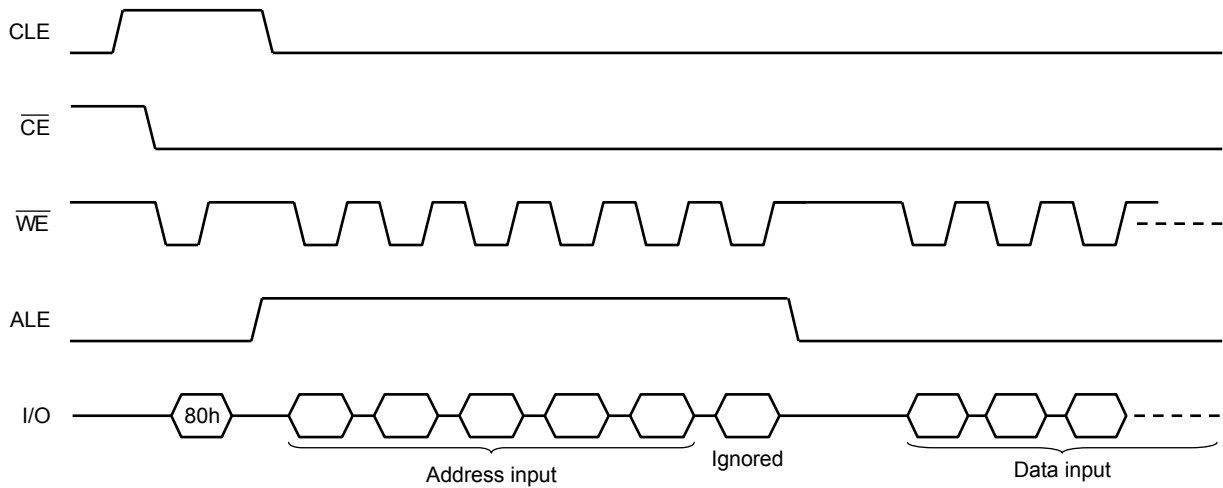 CLE
CE
WE
ALE
I/O
80h
Address input
Ignored
Data input